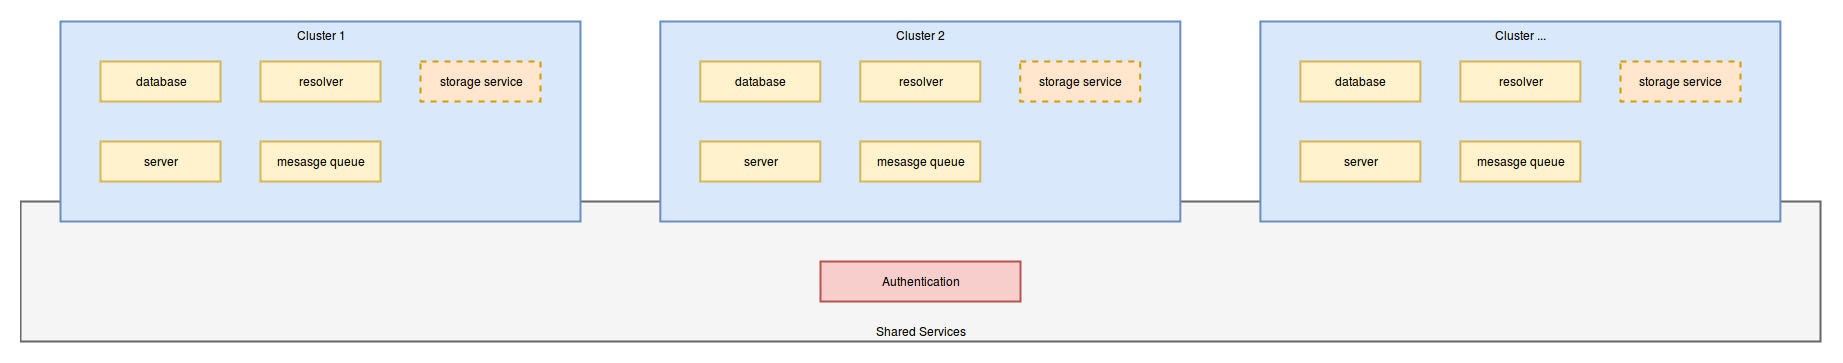 Cluster 1
database
resolver
storage service
server
mesasge queue
Cluster 2
database
resolver
storage service
server
mesasge queue
Cluster ...
database
resolver
storage service
server
mesasge queue
Authentication
Shared Services